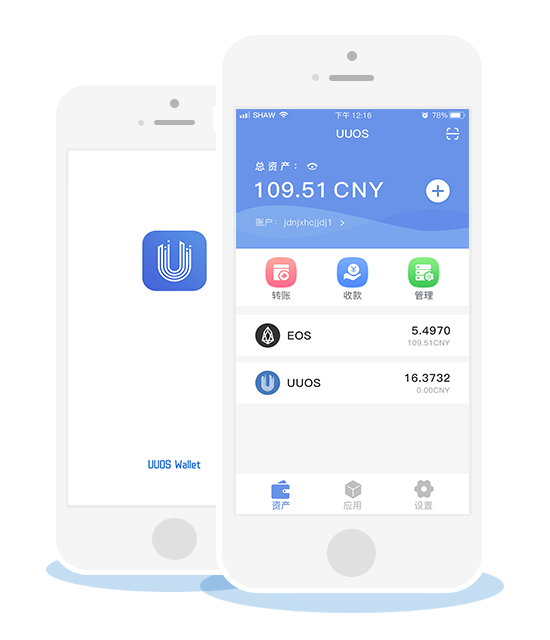 SHAW 下午 12:16 78%
UUOS
总资产：
109.51 CNY
账户： jdnjxhcjjdj1
转账 收款 管理
EOS 5.4970
109.51CNY
UUOS 16.3732
0.00CNY
资产 应用 设置
UUOS Wallet